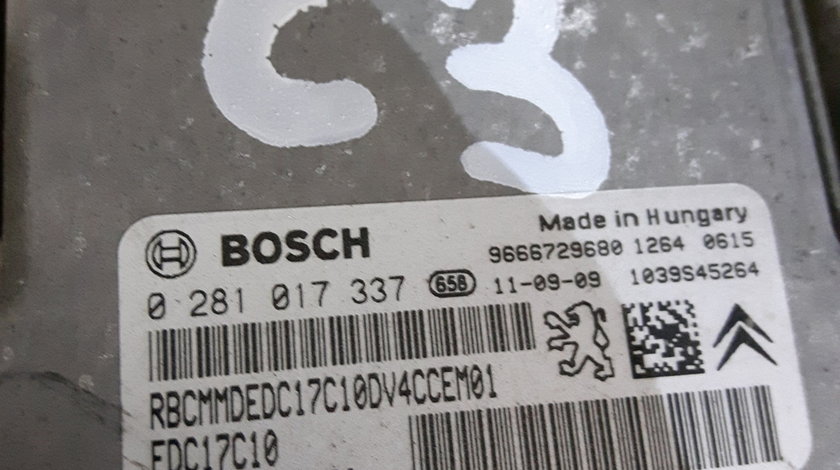 C3
BOSCH
Made in Hungary
9666729680 1264 0615
0 281 017 337 658 11-09-09 1039S45264
RBCMMDEDC17C10DV4CCEM01
EDC17C10